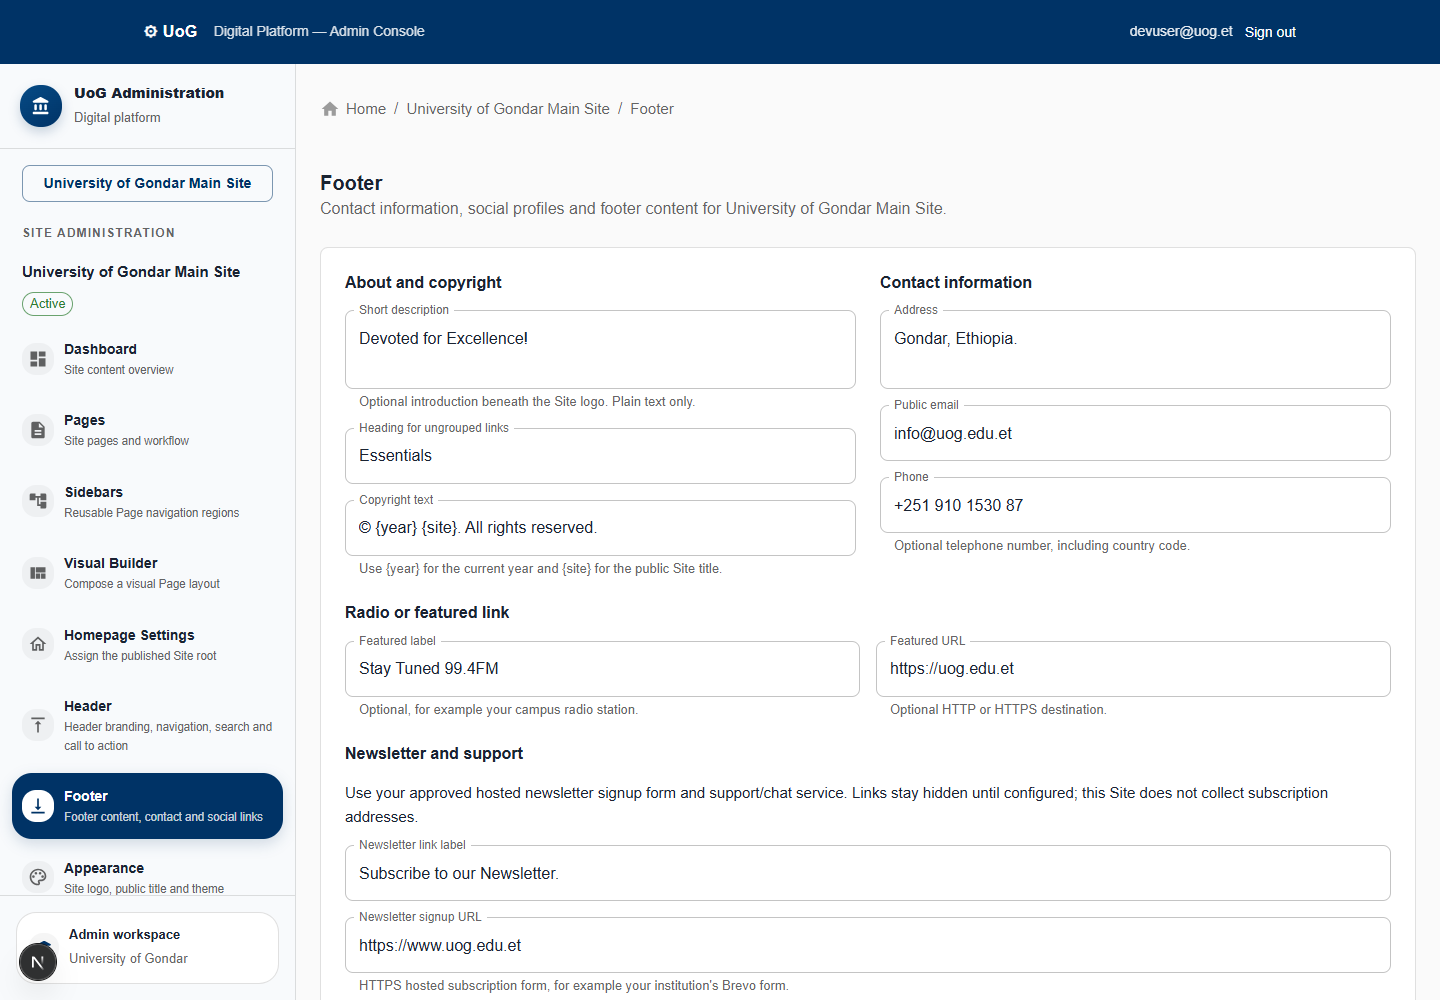 UoG
Digital Platform — Admin Console
devuser@uog.et
Sign out
UoG Administration
Digital platform
University of Gondar Main Site
SITE ADMINISTRATION
University of Gondar Main Site
Active
Dashboard
Site content overview
Pages
Site pages and workflow
Sidebars
Reusable Page navigation regions
Visual Builder
Compose a visual Page layout
Homepage Settings
Assign the published Site root
Header
Header branding, navigation, search and
call to action
Footer
Footer content, contact and social links
Appearance
Site logo, public title and theme
Admin workspace
University of Gondar
N
Home / University of Gondar Main Site / Footer
Footer
Contact information, social profiles and footer content for University of Gondar Main Site.
About and copyright
Short description
Devoted for Excellence!
Optional introduction beneath the Site logo. Plain text only.
Heading for ungrouped links
Essentials
Copyright text
© {year} {site}. All rights reserved.
Use {year} for the current year and {site} for the public Site title.
Contact information
Address
Gondar, Ethiopia.
Public email
info@uog.edu.et
Phone
+251 910 1530 87
Optional telephone number, including country code.
Radio or featured link
Featured label
Stay Tuned 99.4FM
Optional, for example your campus radio station.
Featured URL
https://uog.edu.et
Optional HTTP or HTTPS destination.
Newsletter and support
Use your approved hosted newsletter signup form and support/chat service. Links stay hidden until configured; this Site does not collect subscription
addresses.
Newsletter link label
Subscribe to our Newsletter.
Newsletter signup URL
https://www.uog.edu.et
HTTPS hosted subscription form, for example your institution's Brevo form.